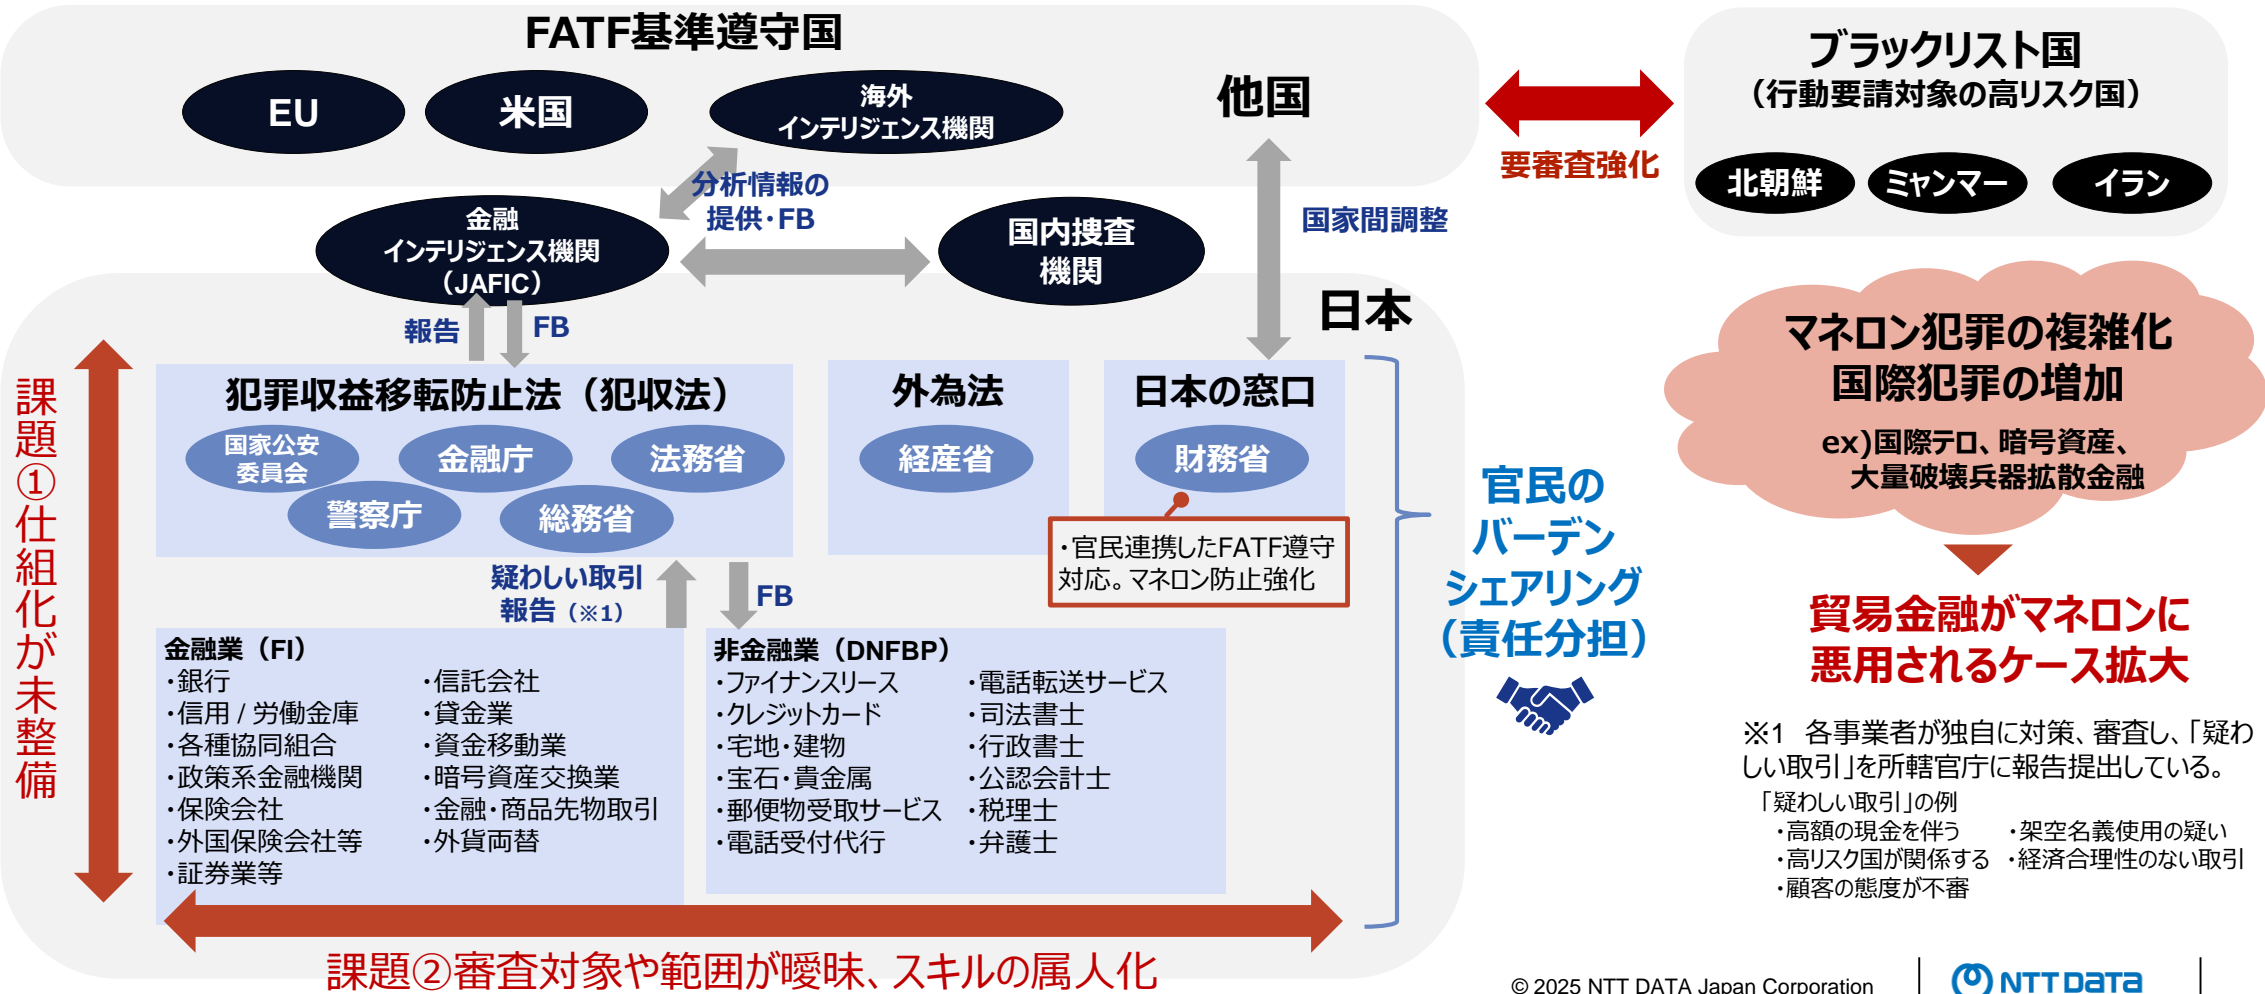 FATF基準遵守国
EU
米国
海外
インテリジェンス機関
他国
ブラックリスト国
（行動要請対象の高リスク国）
要審査強化
北朝鮮
ミャンマー
イラン
分析情報の
提供・FB
金融
インテリジェンス機関
（JAFIC）
国内捜査
機関
国家間調整
日本
報告
FB
マネロン犯罪の複雑化
国際犯罪の増加
ex)国際テロ、暗号資産、
大量破壊兵器拡散金融
課題①仕組化が未整備
犯罪収益移転防止法（犯収法）
国家公安
委員会
金融庁
法務省
警察庁
総務省
外為法
経産省
日本の窓口
財務省
・官民連携したFATF遵守
対応。マネロン防止強化
官民の
バーデン
シェアリング
（責任分担）
疑わしい取引
報告（※1）
FB
貿易金融がマネロンに
悪用されるケース拡大
金融業（FI）
・銀行
・信用 / 労働金庫
・各種協同組合
・政策系金融機関
・保険会社
・外国保険会社等
・証券業等
・信託会社
・貸金業
・資金移動業
・暗号資産交換業
・金融・商品先物取引
・外貨両替
非金融業（DNFBP）
・ファイナンスリース
・クレジットカード
・宅地・建物
・宝石・貴金属
・郵便物受取サービス
・電話受付代行
・電話転送サービス
・司法書士
・行政書士
・公認会計士
・税理士
・弁護士
※1　各事業者が独自に対策、審査し、「疑わ
しい取引」を所轄官庁に報告提出している。
「疑わしい取引」の例
・高額の現金を伴う
・高リスク国が関係する
・顧客の態度が不審
・架空名義使用の疑い
・経済合理性のない取引
課題②審査対象や範囲が曖昧、スキルの属人化
© 2025 NTT DATA Japan Corporation
NTT DATA